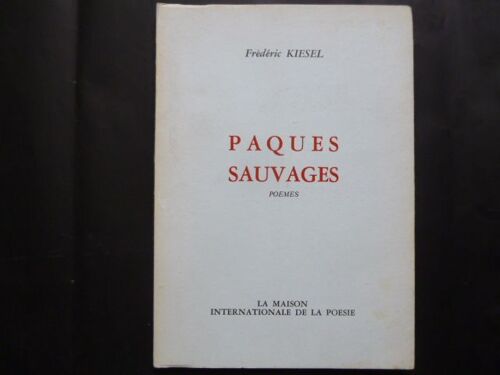 Frédéric KIESEL
PAQUES
SAUVAGES
POEMES
LA MAISON
INTERNATIONALE DE LA POESIE